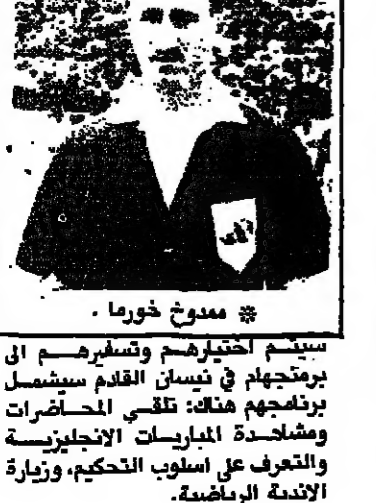 * ممدوح خورما .
سيتم اختيارهم وتسفيرهم الى
برمتجهام في نيسان القادم سيشمل
برنامجهم هناك: تلقي المحاضرات
ومشاهدة المباريات الانجليزية
والتعرف على اسلوب التحكيم، وزيارة
الاندية الرياضية.